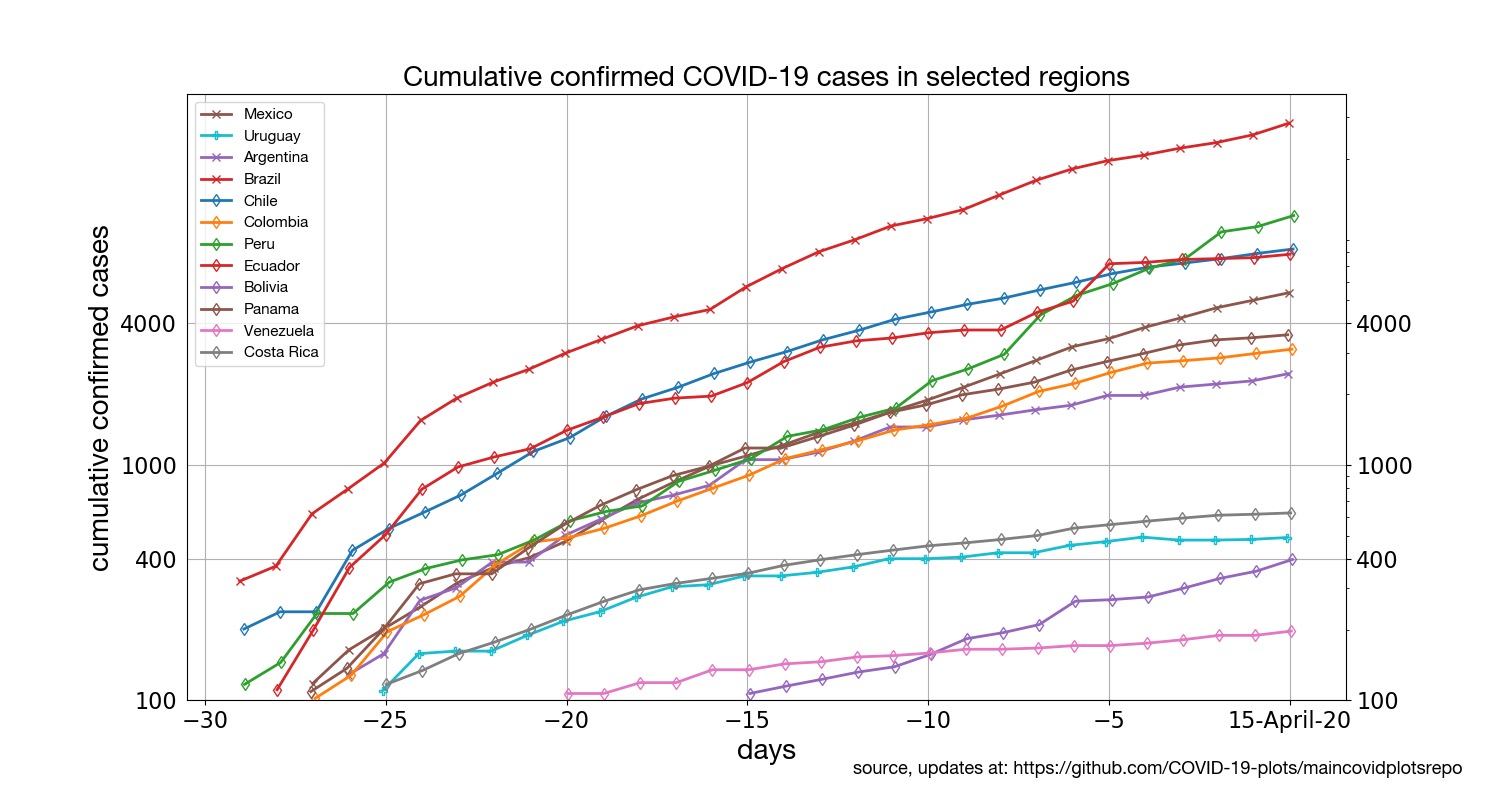 Cumulative confirmed COVID-19 cases in selected regions
Mexico
Uruguay
Argentina
Brazil
Chile
Colombia
Peru
Ecuador
Bolivia
Panama
Venezuela
Costa Rica
cumulative confirmed cases
4000
1000
400
100
4000
1000
400
100
−30
−25
−20
−15
−10
−5
15-April-20
days
source, updates at: https://github.com/COVID-19-plots/maincovidplotsrepo